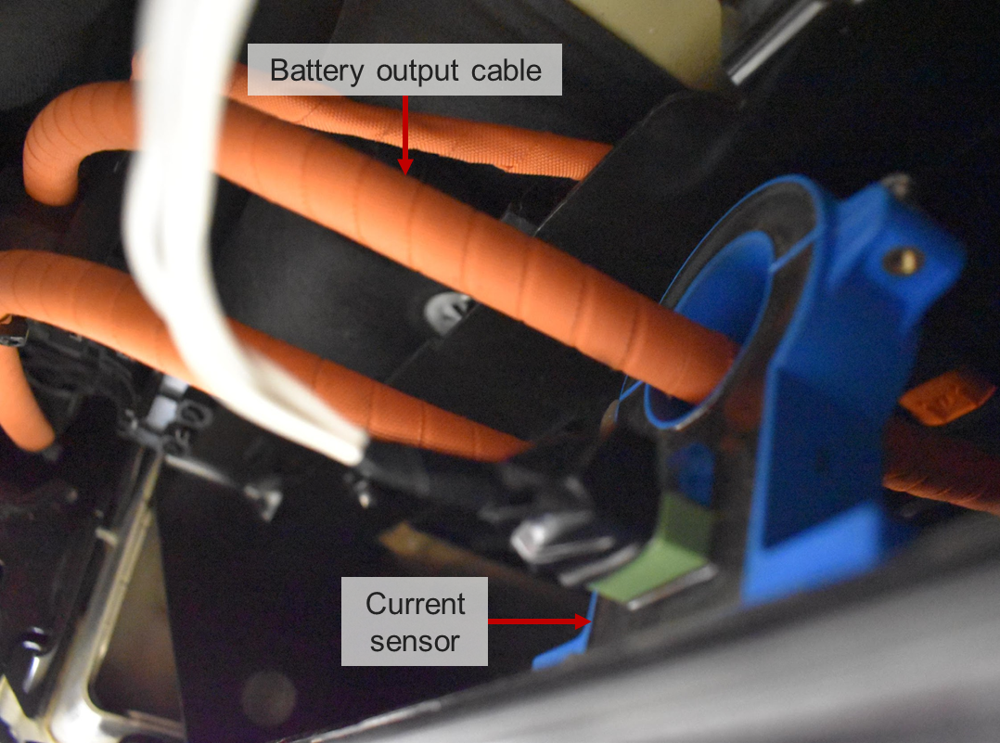 Battery output cable
Current
sensor